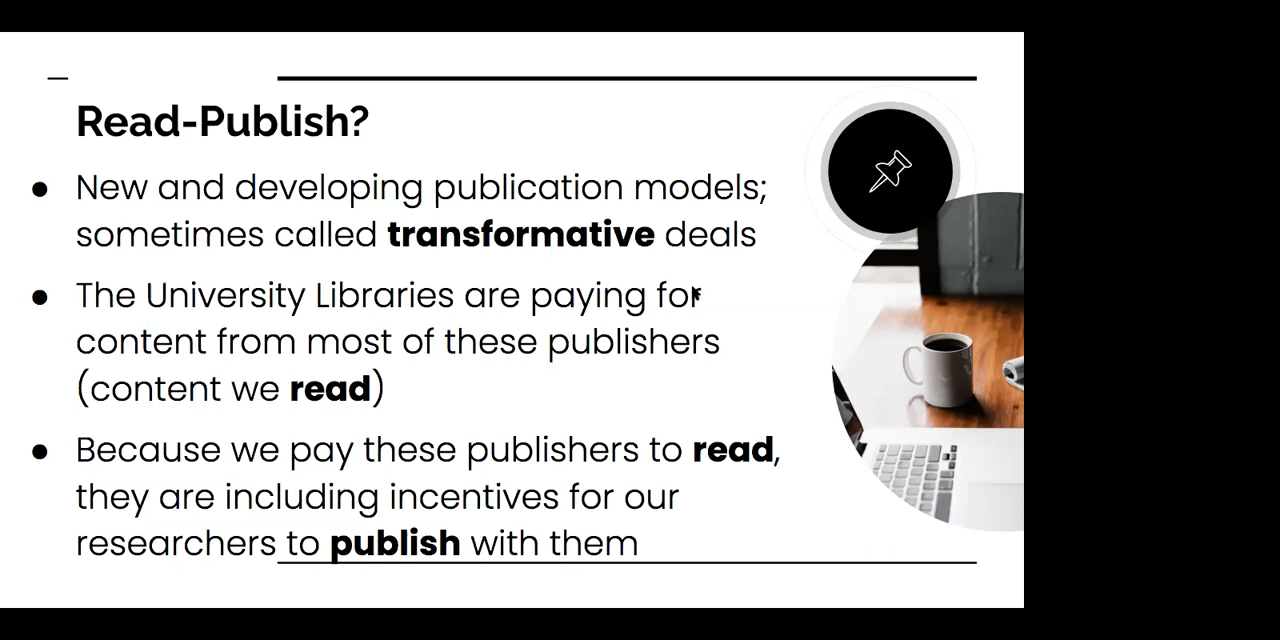 Read-Publish?
● New and developing publication models;
sometimes called transformative deals
● The University Libraries are paying for
content from most of these publishers
(content we read)
● Because we pay these publishers to read,
they are including incentives for our
researchers to publish with them